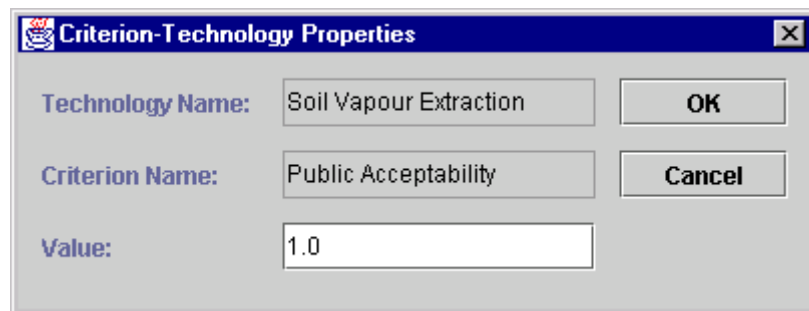 Criterion-Technology Properties
Technology Name: Soil Vapour Extraction OK
Criterion Name: Public Acceptability Cancel
Value: 1.0